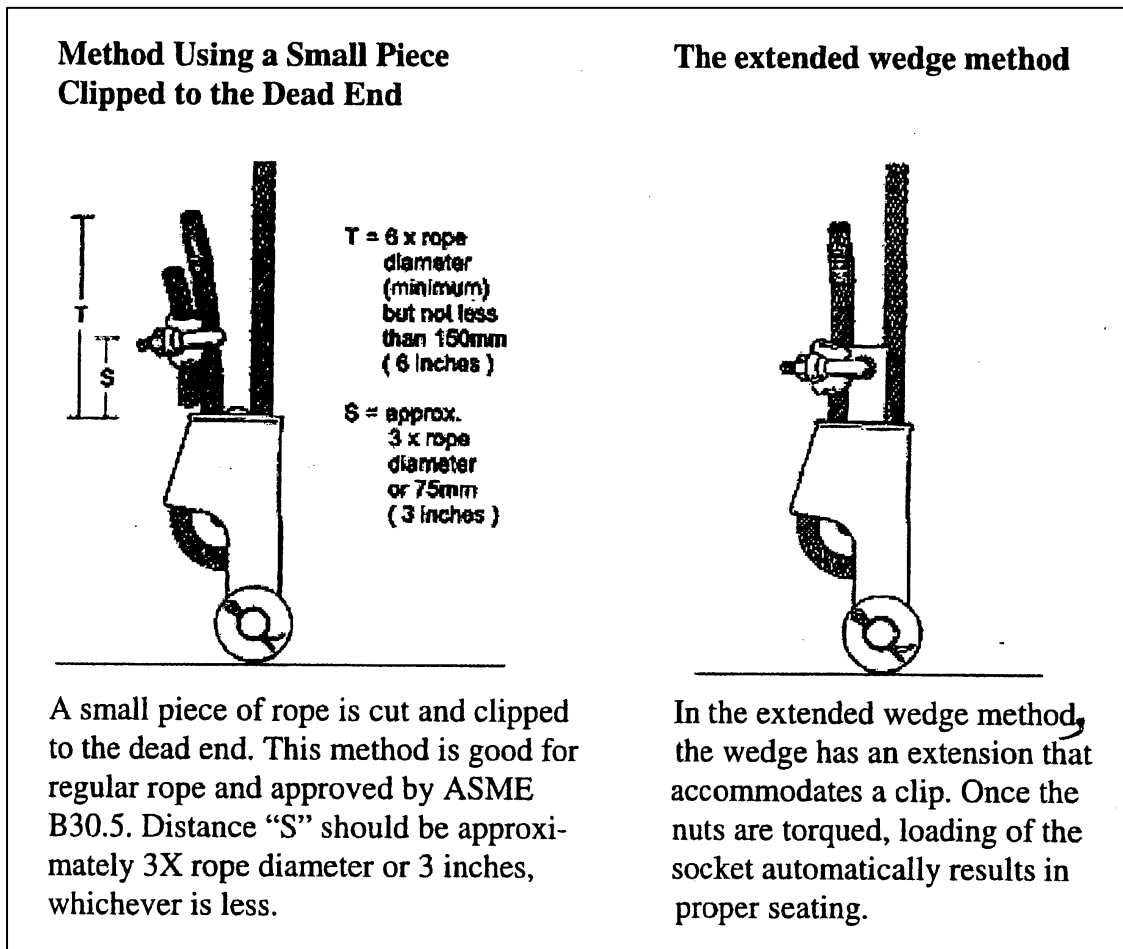 Method Using a Small Piece
Clipped to the Dead End
T = 6 x rope
diameter
(minimum)
but not less
than 150mm
( 6 inches )
T
S
S = approx.
3 x rope
diameter
or 75mm
( 3 inches )
A small piece of rope is cut and clipped
to the dead end. This method is good for
regular rope and approved by ASME
B30.5. Distance “S” should be approxi-
mately 3X rope diameter or 3 inches,
whichever is less.
The extended wedge method
In the extended wedge method,
the wedge has an extension that
accommodates a clip. Once the
nuts are torqued, loading of the
socket automatically results in
proper seating.